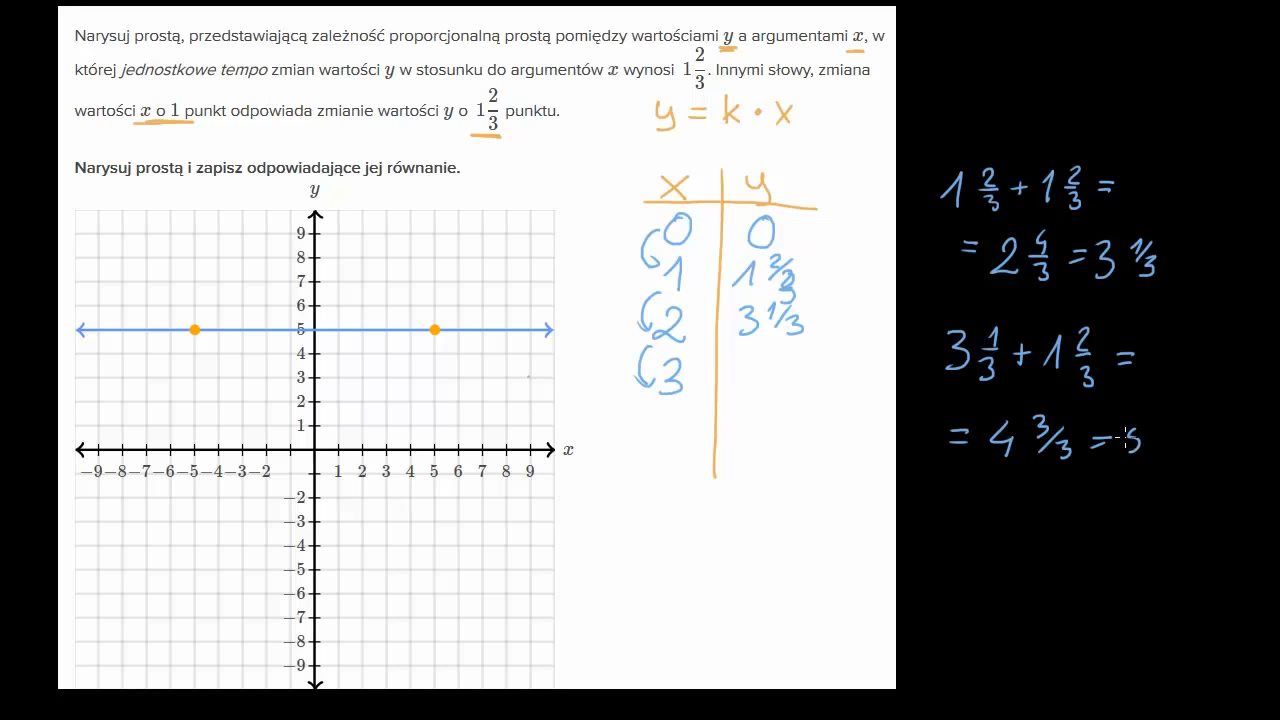 Narysuj prostą, przedstawiającą zależność proporcjonalną prostą pomiędzy wartościami y a argumentami x, w
której jednostkowe tempo zmian wartości y w stosunku do argumentów x wynosi 1 2/3. Innymi słowy, zmiana
wartości x o 1 punkt odpowiada zmianie wartości y o 1 2/3 punktu.
y = k · x
Narysuj prostą i zapisz odpowiadające jej równanie.
y
9
8
7
6
5
4
3
2
1
−9 −8 −7 −6 −5 −4 −3 −2 1 2 3 4 5 6 7 8 9 x
−2
−3
−4
−5
−6
−7
−8
−9
x y
0 0
1 1 2/3
2 3 1/3
3
1 2/3 + 1 2/3 =
= 2 4/3 = 3 1/3
3 1/3 + 1 2/3 =
= 4 3/3 = 5